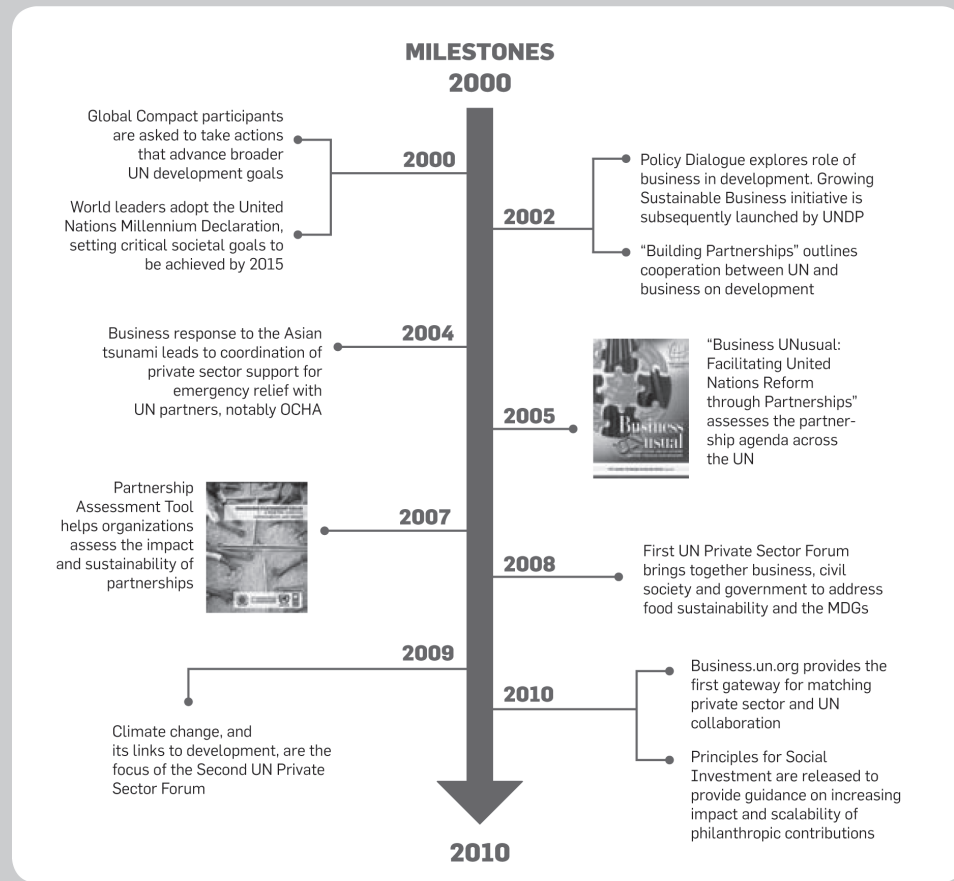 MILESTONES
2000
Global Compact participants
are asked to take actions
that advance broader
UN development goals
2000
World leaders adopt the United
Nations Millennium Declaration,
setting critical societal goals to
be achieved by 2015
2002
Policy Dialogue explores role of
business in development. Growing
Sustainable Business initiative is
subsequently launched by UNDP
“Building Partnerships” outlines
cooperation between UN and
business on development
2004
Business response to the Asian
tsunami leads to coordination of
private sector support for
emergency relief with
UN partners, notably OCHA
2005
Business
UNusual
“Business UNusual:
Facilitating United
Nations Reform
through Partnerships”
assesses the partner-
ship agenda across
the UN
2007
Partnership
Assessment Tool
helps organizations
assess the impact
and sustainability of
partnerships
2008
First UN Private Sector Forum
brings together business, civil
society and government to address
food sustainability and the MDGs
2009
Climate change, and
its links to development, are the
focus of the Second UN Private
Sector Forum
2010
Business.un.org provides the
first gateway for matching
private sector and UN
collaboration
Principles for Social
Investment are released to
provide guidance on increasing
impact and scalability of
philanthropic contributions
2010